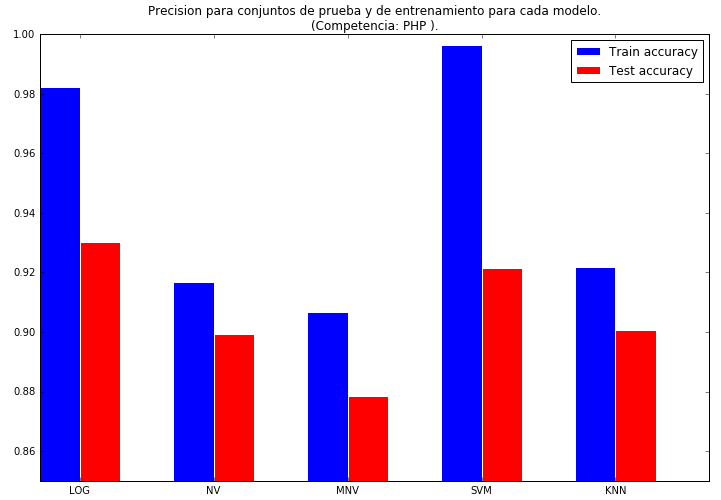 Precision para conjuntos de prueba y de entrenamiento para cada modelo.
(Competencia: PHP ).
Train accuracy
Test accuracy
1.00
0.98
0.96
0.94
0.92
0.90
0.88
0.86
LOG
NV
MNV
SVM
KNN